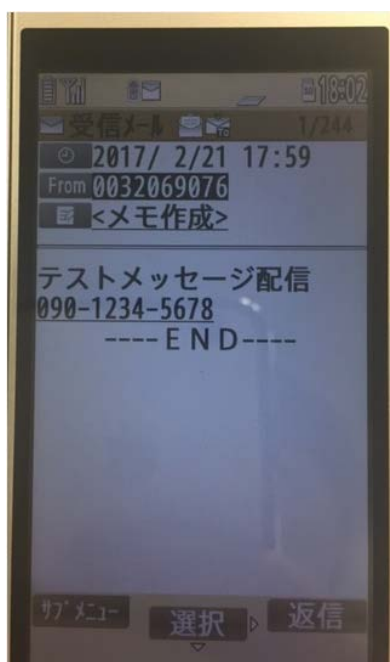 18:02
受信メール 1/244
2017/ 2/21 17:59
From 0032069076
<メモ作成>
テストメッセージ配信
090-1234-5678
----END----
サブメニュー 選択 返信